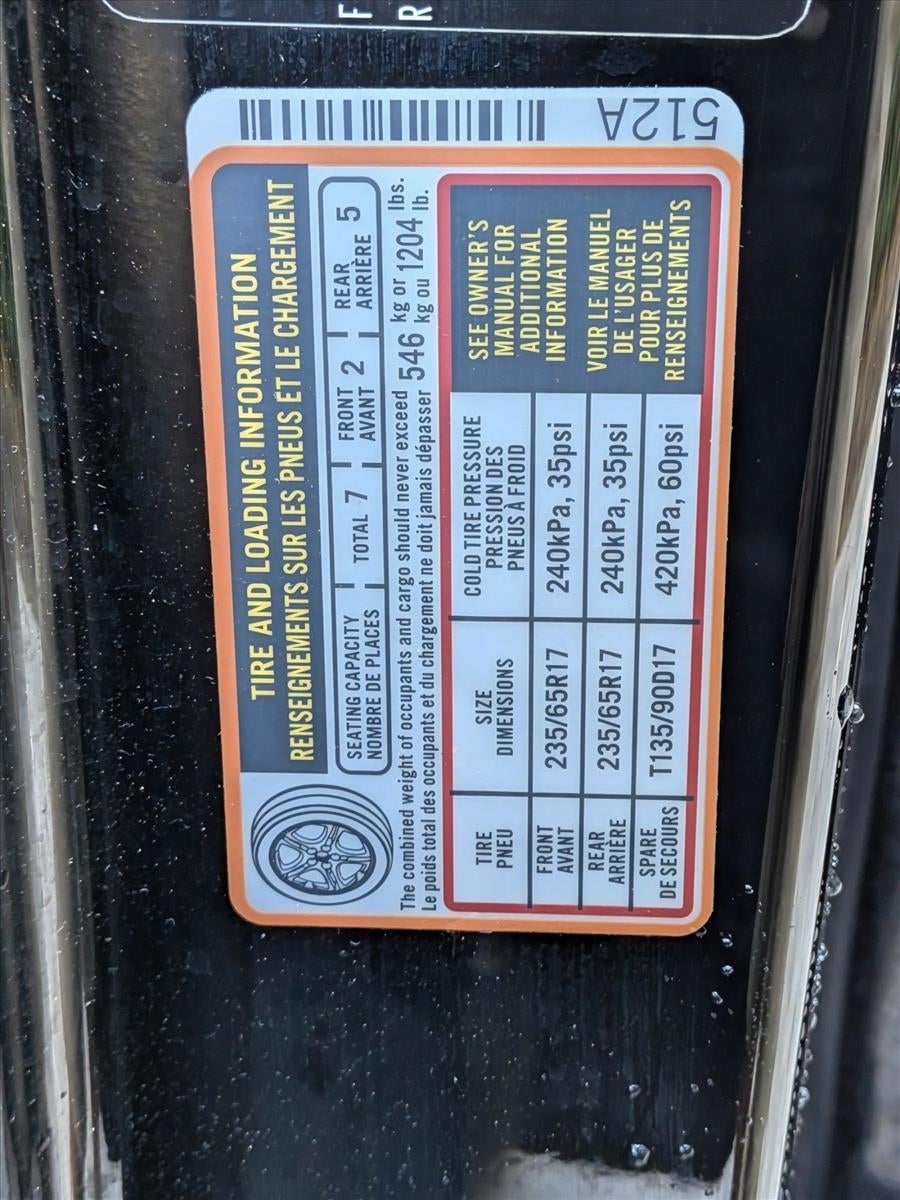 F
R
512A
TIRE AND LOADING INFORMATION
RENSEIGNEMENTS SUR LES PNEUS ET LE CHARGEMENT
SEATING CAPACITY
NOMBRE DE PLACES
TOTAL 7
FRONT
AVANT 2
REAR
ARRIÈRE 5
The combined weight of occupants and cargo should never exceed 546 kg or 1204 lbs.
Le poids total des occupants et du chargement ne doit jamais dépasser kg ou lb.
TIRE
PNEU
SIZE
DIMENSIONS
COLD TIRE PRESSURE
PRESSION DES
PNEUS À FROID
FRONT
AVANT
235/65R17
240kPa, 35psi
REAR
ARRIÈRE
235/65R17
240kPa, 35psi
SPARE
DE SECOURS
T135/90D17
420kPa, 60psi
SEE OWNER'S
MANUAL FOR
ADDITIONAL
INFORMATION
VOIR LE MANUEL
DE L'USAGER
POUR PLUS DE
RENSEIGNEMENTS